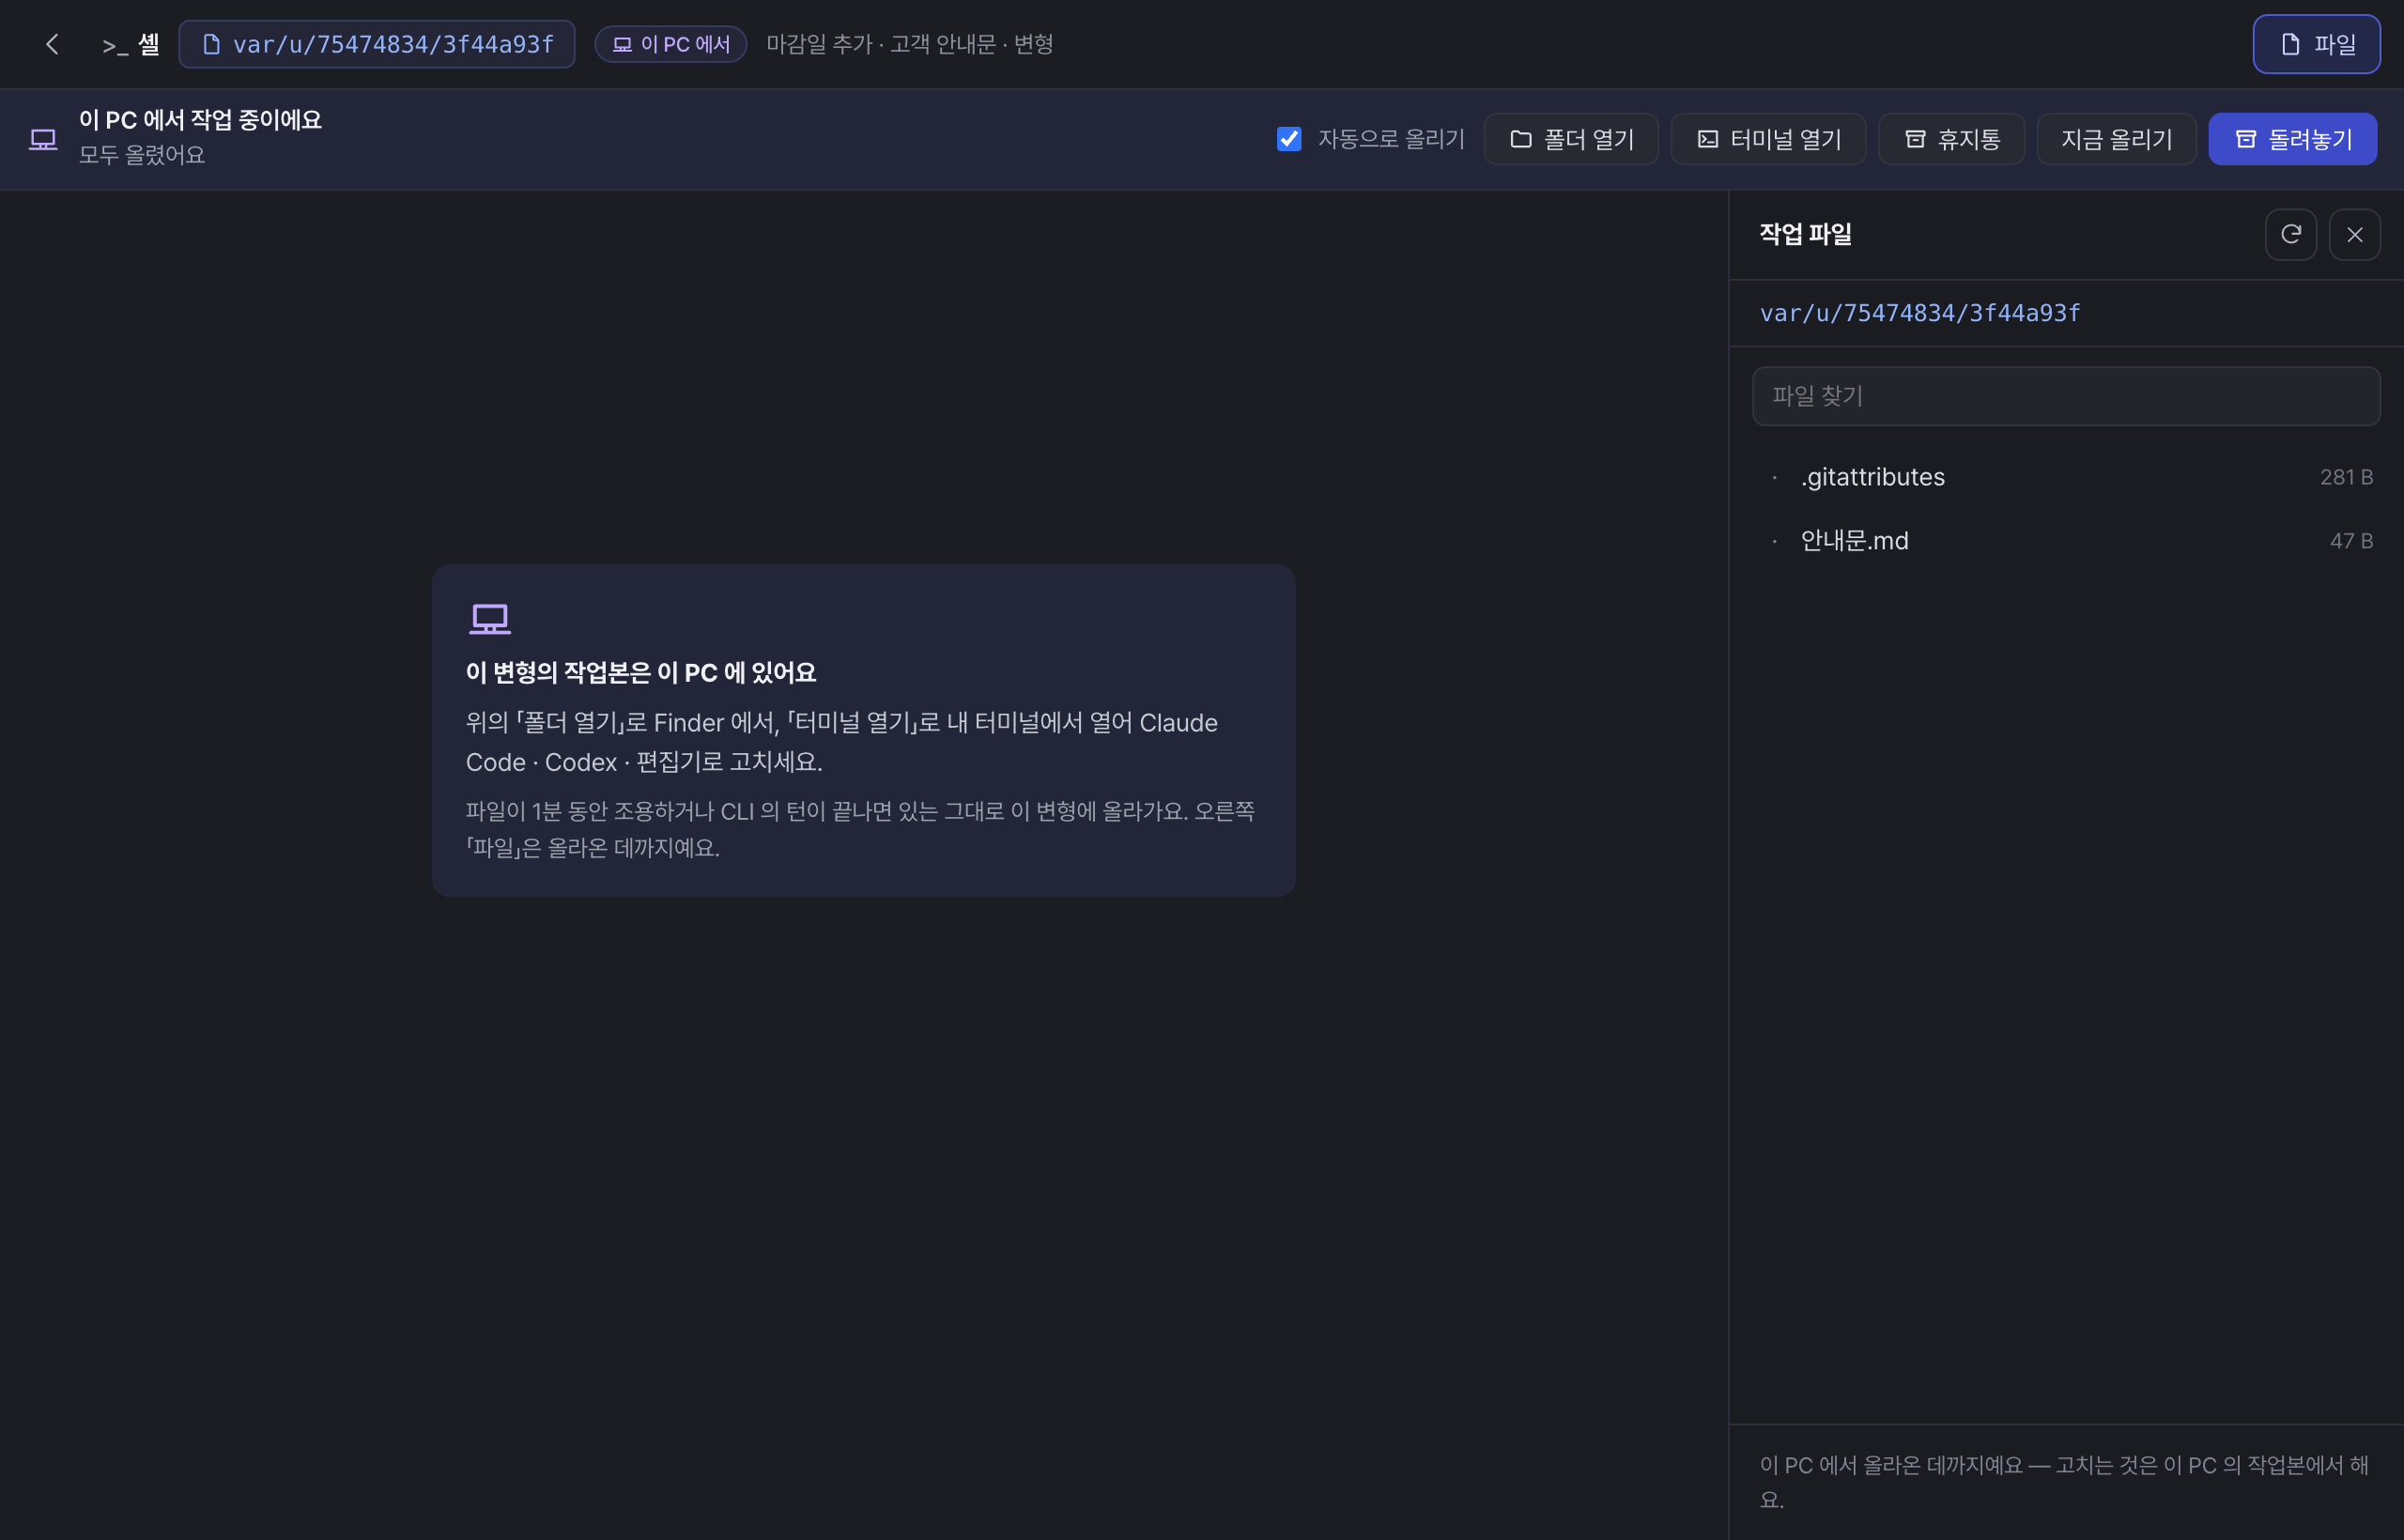 >_ 셸
var/u/75474834/3f44a93f
이 PC 에서
마감일 추가 · 고객 안내문 · 변형
파일
이 PC 에서 작업 중이에요
모두 올렸어요
자동으로 올리기
폴더 열기
터미널 열기
휴지통
지금 올리기
돌려놓기
작업 파일
var/u/75474834/3f44a93f
파일 찾기
· .gitattributes 281 B
· 안내문.md 47 B
이 변형의 작업본은 이 PC 에 있어요
위의 「폴더 열기」로 Finder 에서, 「터미널 열기」로 내 터미널에서 열어 Claude
Code · Codex · 편집기로 고치세요.
파일이 1분 동안 조용하거나 CLI 의 턴이 끝나면 있는 그대로 이 변형에 올라가요. 오른쪽
「파일」은 올라온 데까지예요.
이 PC 에서 올라온 데까지예요 — 고치는 것은 이 PC 의 작업본에서 해
요.